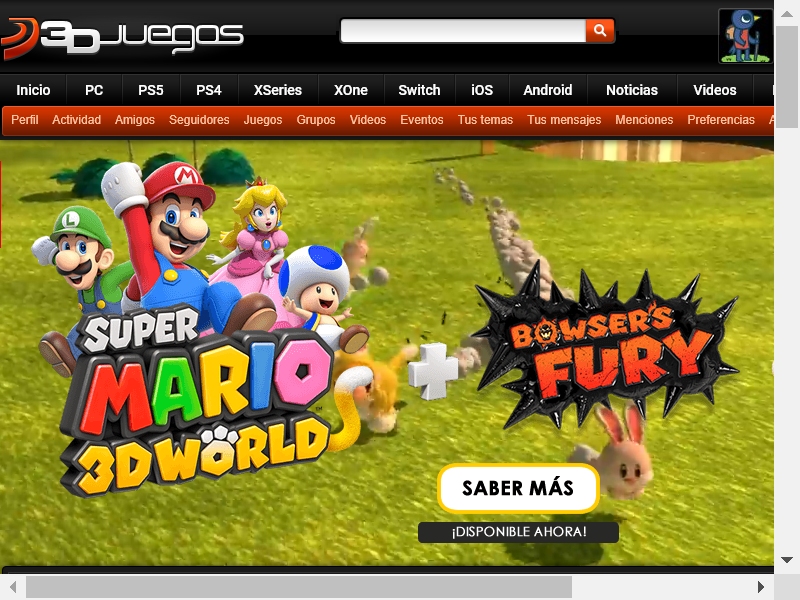 3DJuegos
Inicio PC PS5 PS4 XSeries XOne Switch iOS Android Noticias Videos
Perfil Actividad Amigos Seguidores Juegos Grupos Videos Eventos Tus temas Tus mensajes Menciones Preferencias
L M
SUPER
MARIO
3D WORLD
TM
BOWSER'S
FURY
SABER MÁS
¡DISPONIBLE AHORA!